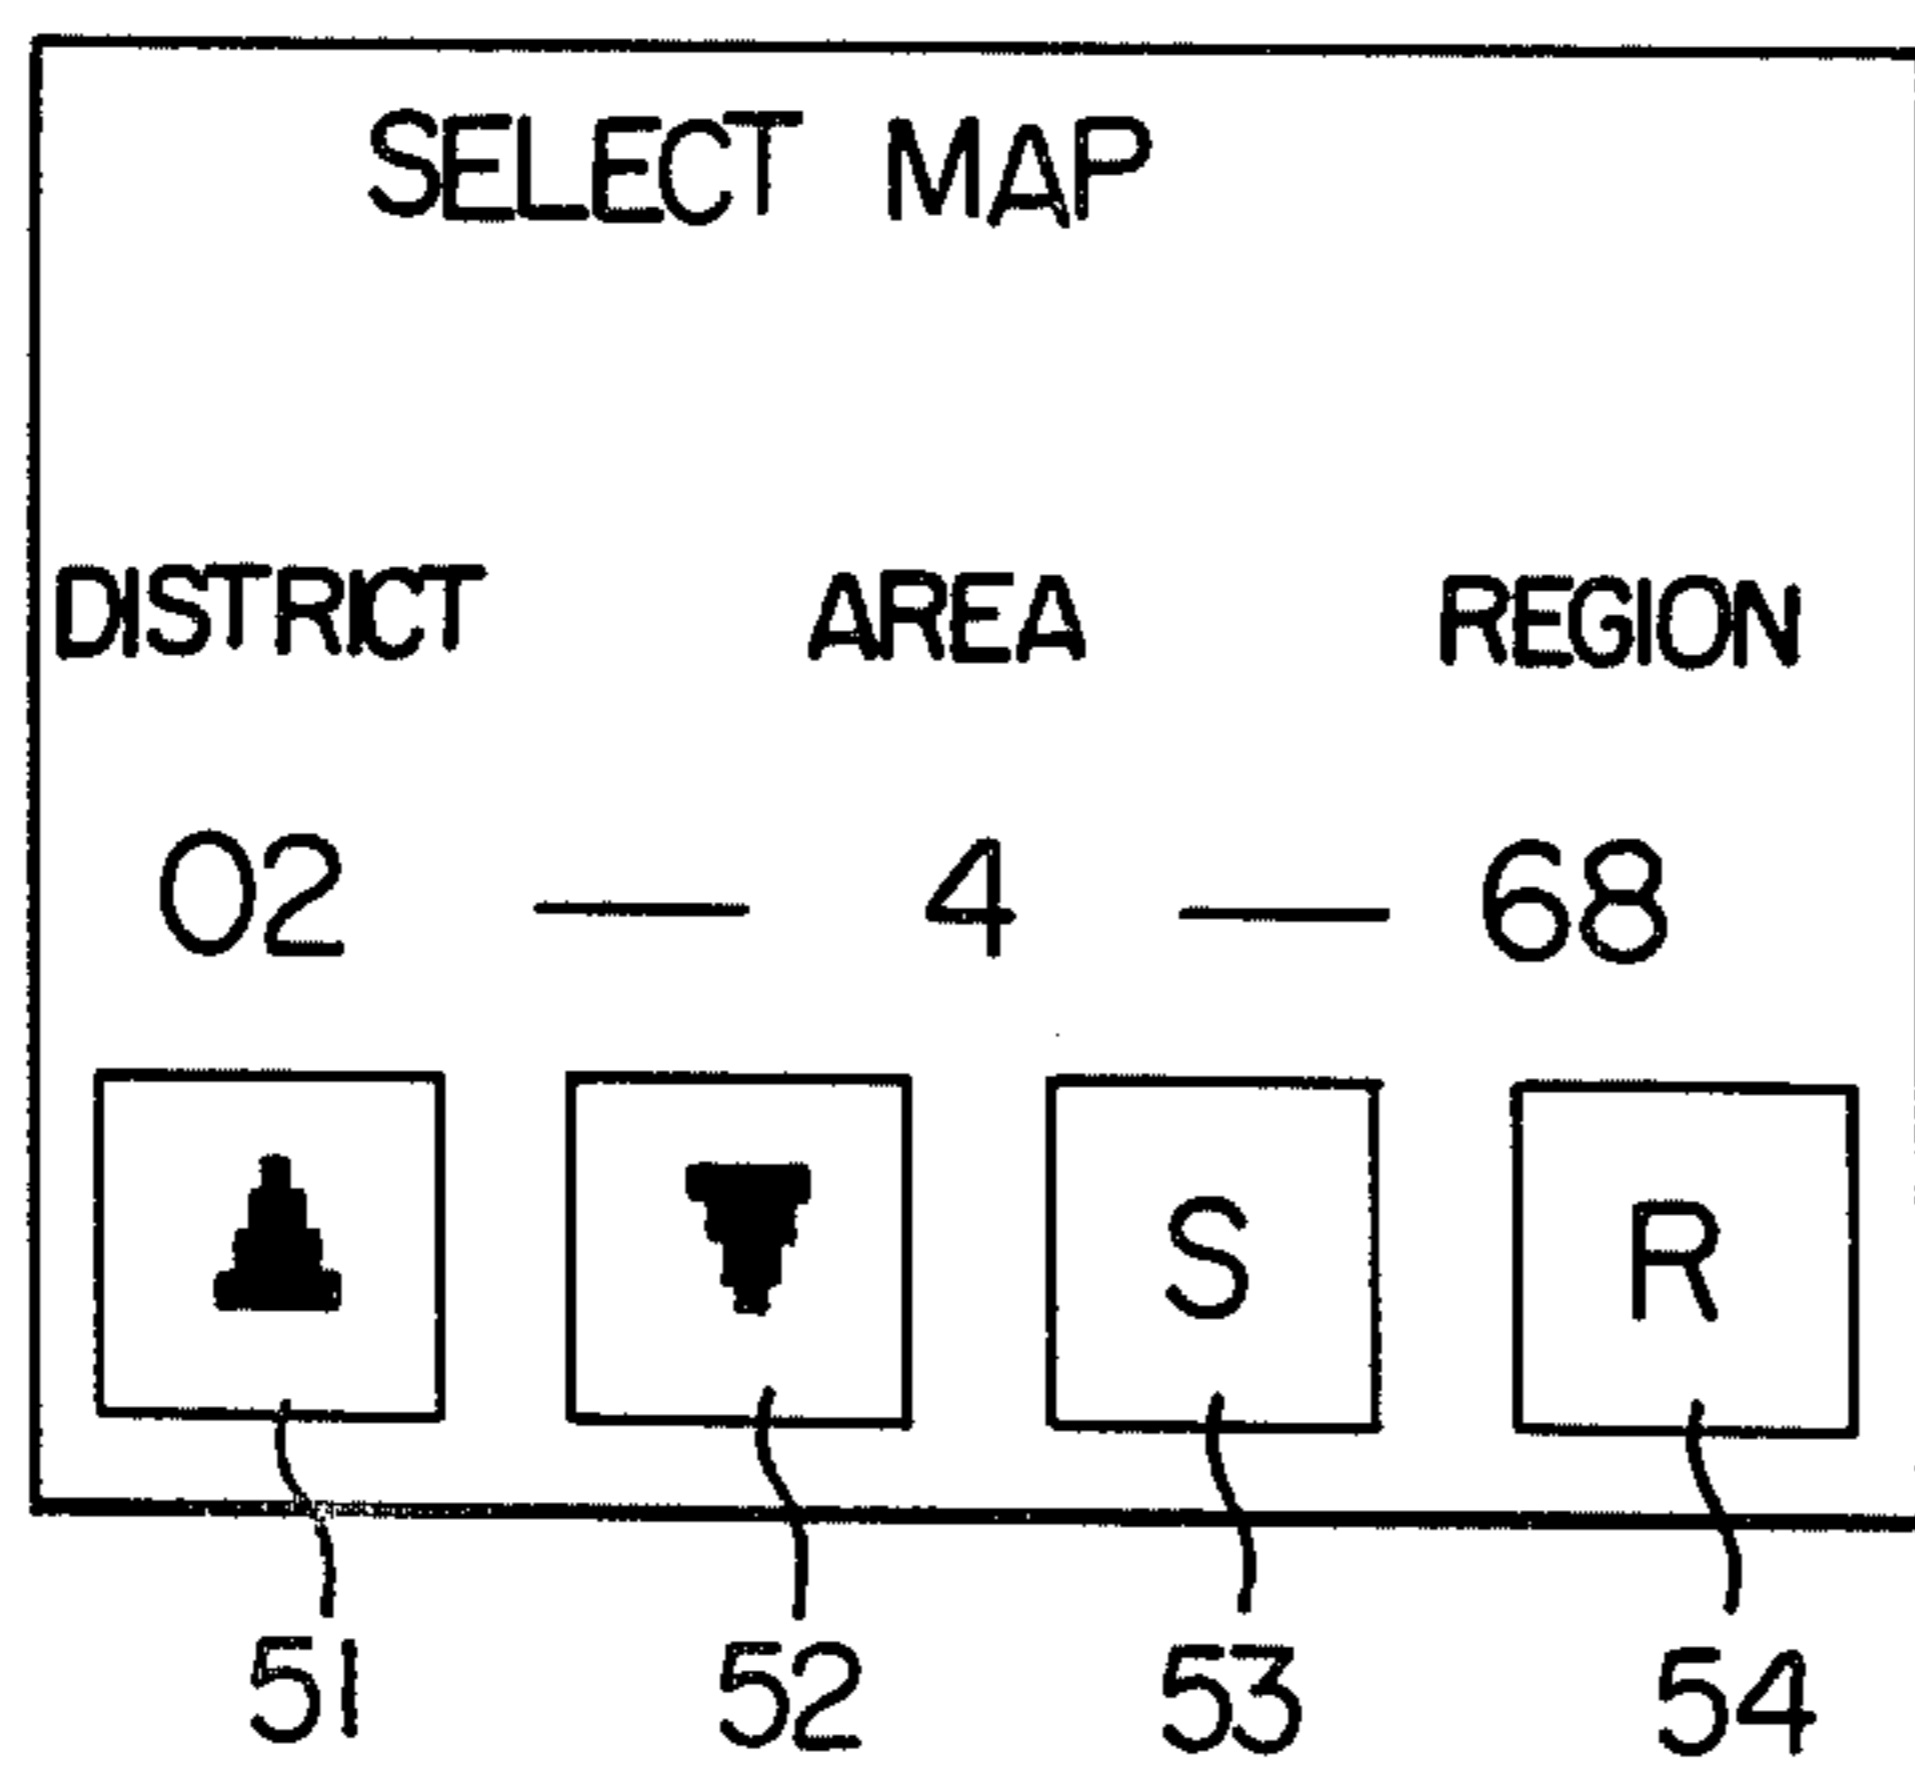 SELECT MAP
DISTRICT AREA REGION
02 — 4 — 68
S R
51 52 53 54